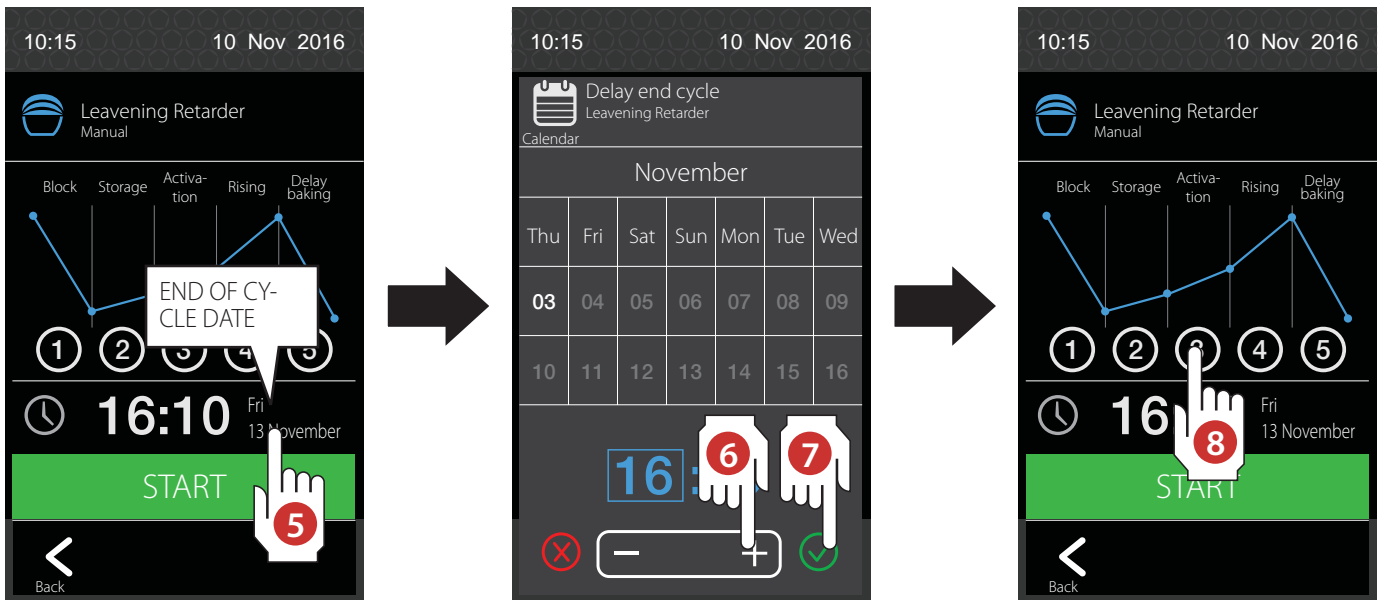 10:15 10 Nov 2016
Leavening Retarder
Manual
Block Storage Activa-
tion Rising Delay
baking
END OF CY-
CLE DATE
1 2 3 4 5
16:10 Fri
13 November
START
5
Back
10:15 10 Nov 2016
Delay end cycle
Leavening Retarder
Calendar
November
Thu Fri Sat Sun Mon Tue Wed
03 04 05 06 07 08 09
10 11 12 13 14 15 16
16:
6 7
− +
10:15 10 Nov 2016
Leavening Retarder
Manual
Block Storage Activa-
tion Rising Delay
baking
1 2 3 4 5
16 Fri
13 November
8
START
Back